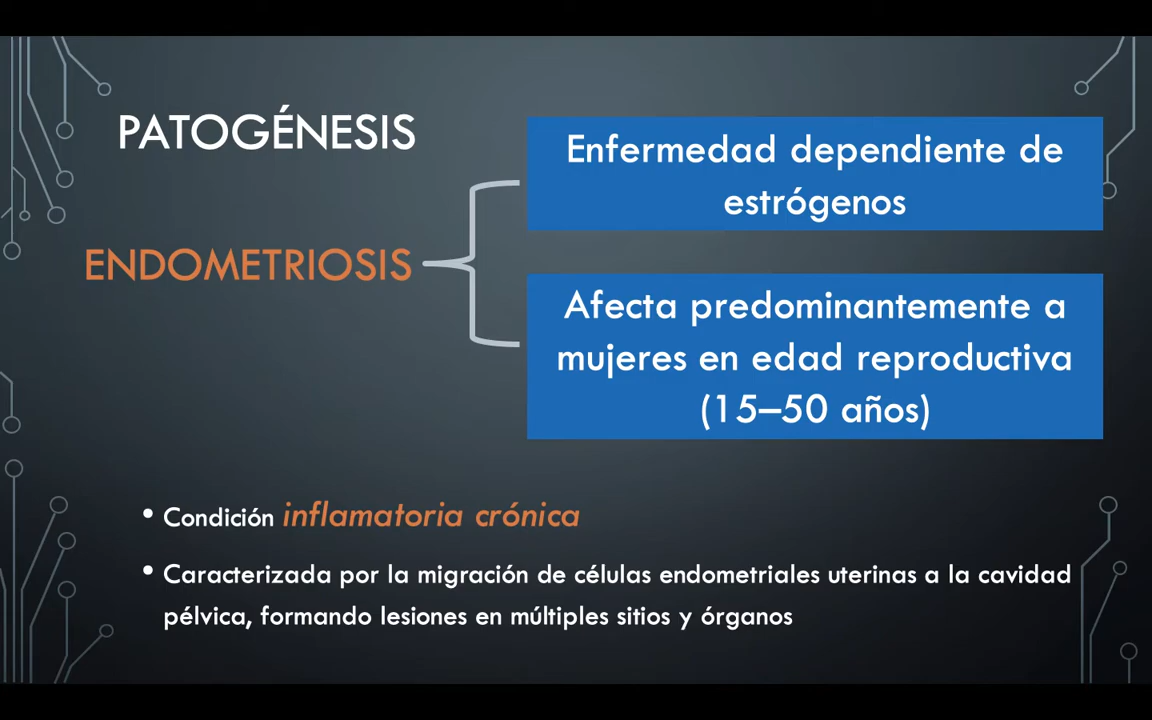 PATOGÉNESIS
ENDOMETRIOSIS
Enfermedad dependiente de
estrógenos
Afecta predominantemente a
mujeres en edad reproductiva
(15–50 años)
• Condición inflamatoria crónica
• Caracterizada por la migración de células endometriales uterinas a la cavidad
pélvica, formando lesiones en múltiples sitios y órganos